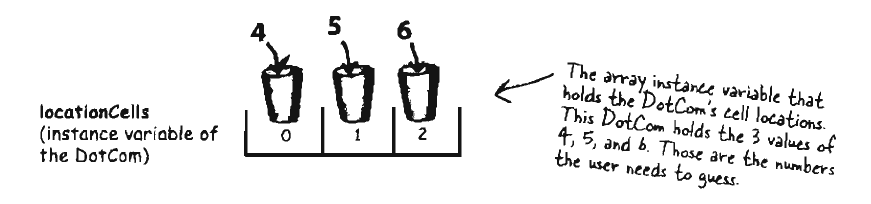 4 5 6
locationCells
(instance variable of
the DotCom)
0 1 2
The array instance variable that
holds the DotCom's cell locations.
This DotCom holds the 3 values of
4, 5, and 6. Those are the numbers
the user needs to guess.